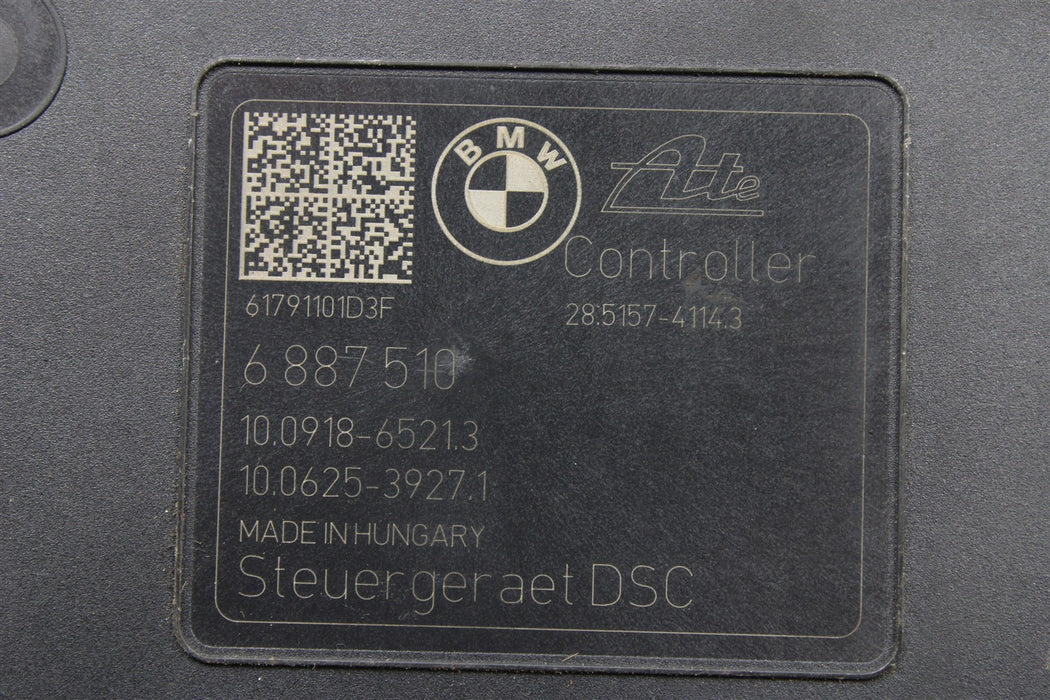 BMW
Ate
Controller
61791101D3F
28.5157-4114.3
6 887 510
10.0918-6521.3
10.0625-3927.1
MADE IN HUNGARY
Steuergeraet DSC